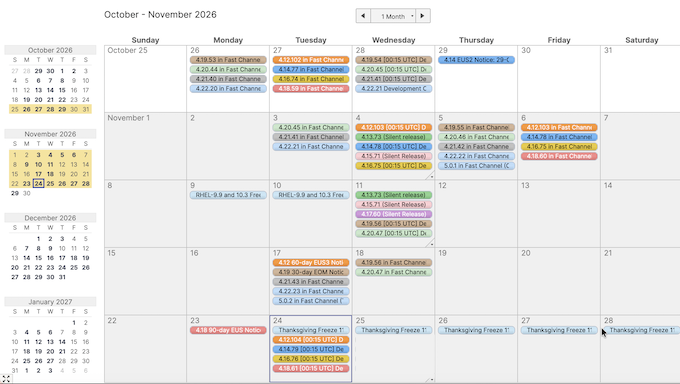 October - November 2026
1 Month
October 2026
S M T W T F S
27 28 29 30 1 2 3
4 5 6 7 8 9 10
11 12 13 14 15 16 17
18 19 20 21 22 23 24
25 26 27 28 29 30 31
November 2026
S M T W T F S
1 2 3 4 5 6 7
8 9 10 11 12 13 14
15 16 17 18 19 20 21
22 23 24 25 26 27 28
29 30
December 2026
S M T W T F S
1 2 3 4 5
6 7 8 9 10 11 12
13 14 15 16 17 18 19
20 21 22 23 24 25 26
27 28 29 30 31
January 2027
S M T W T F S
1 2
3 4 5 6 7 8 9
10 11 12 13 14 15 16
17 18 19 20 21 22 23
24 25 26 27 28 29 30
31 1 2 3 4 5 6
Sunday Monday Tuesday Wednesday Thursday Friday Saturday
October 25
26
4.19.53 in Fast Channe
4.20.44 in Fast Channe
4.21.40 in Fast Channe
4.22.20 in Fast Channe
27
4.12.102 in Fast Chann
4.14.77 in Fast Channe
4.16.74 in Fast Channe
4.18.59 in Fast Channe
28
4.19.54 [00:15 UTC] De
4.20.45 [00:15 UTC] De
4.21.41 [00:15 UTC] De
4.22.21 Development C
29
4.14 EUS2 Notice: 29-
30
31
November 1
2
3
4.20.45 in Fast Channe
4.21.41 in Fast Channe
4.22.21 in Fast Channe
4
4.12.103 [00:15 UTC] D
4.13.73 (Silent Release)
4.14.78 [00:15 UTC] De
4.15.71 (Silent Release)
4.16.75 [00:15 UTC] De
5
4.19.55 in Fast Channe
4.20.46 in Fast Channe
4.21.42 in Fast Channe
4.22.22 in Fast Channe
5.0.1 in Fast Channel (
6
4.12.103 in Fast Chann
4.14.78 in Fast Channe
4.16.75 in Fast Channe
4.18.60 in Fast Channe
7
8
9
RHEL-9.9 and 10.3 Free
10
RHEL-9.9 and 10.3 Free
11
4.13.73 (Silent release)
4.15.71 (Silent Release)
4.17.60 (Silent Release)
4.19.56 [00:15 UTC] De
4.20.47 [00:15 UTC] De
12
13
14
15
16
17
4.12 60-day EUS3 Noti
4.19 30-day EOM Notic
4.21.43 in Fast Channe
4.22.23 in Fast Channe
5.0.2 in Fast Channel (
18
4.19.56 in Fast Channe
4.20.47 in Fast Channe
19
20
21
22
23
4.18 90-day EUS Notic
24
Thanksgiving Freeze 1
4.12.104 [00:15 UTC] D
4.14.79 [00:15 UTC] De
4.16.76 [00:15 UTC] De
4.18.61 [00:15 UTC] De
25
Thanksgiving Freeze 1
26
Thanksgiving Freeze 1
27
Thanksgiving Freeze 1
28
Thanksgiving Freeze 1